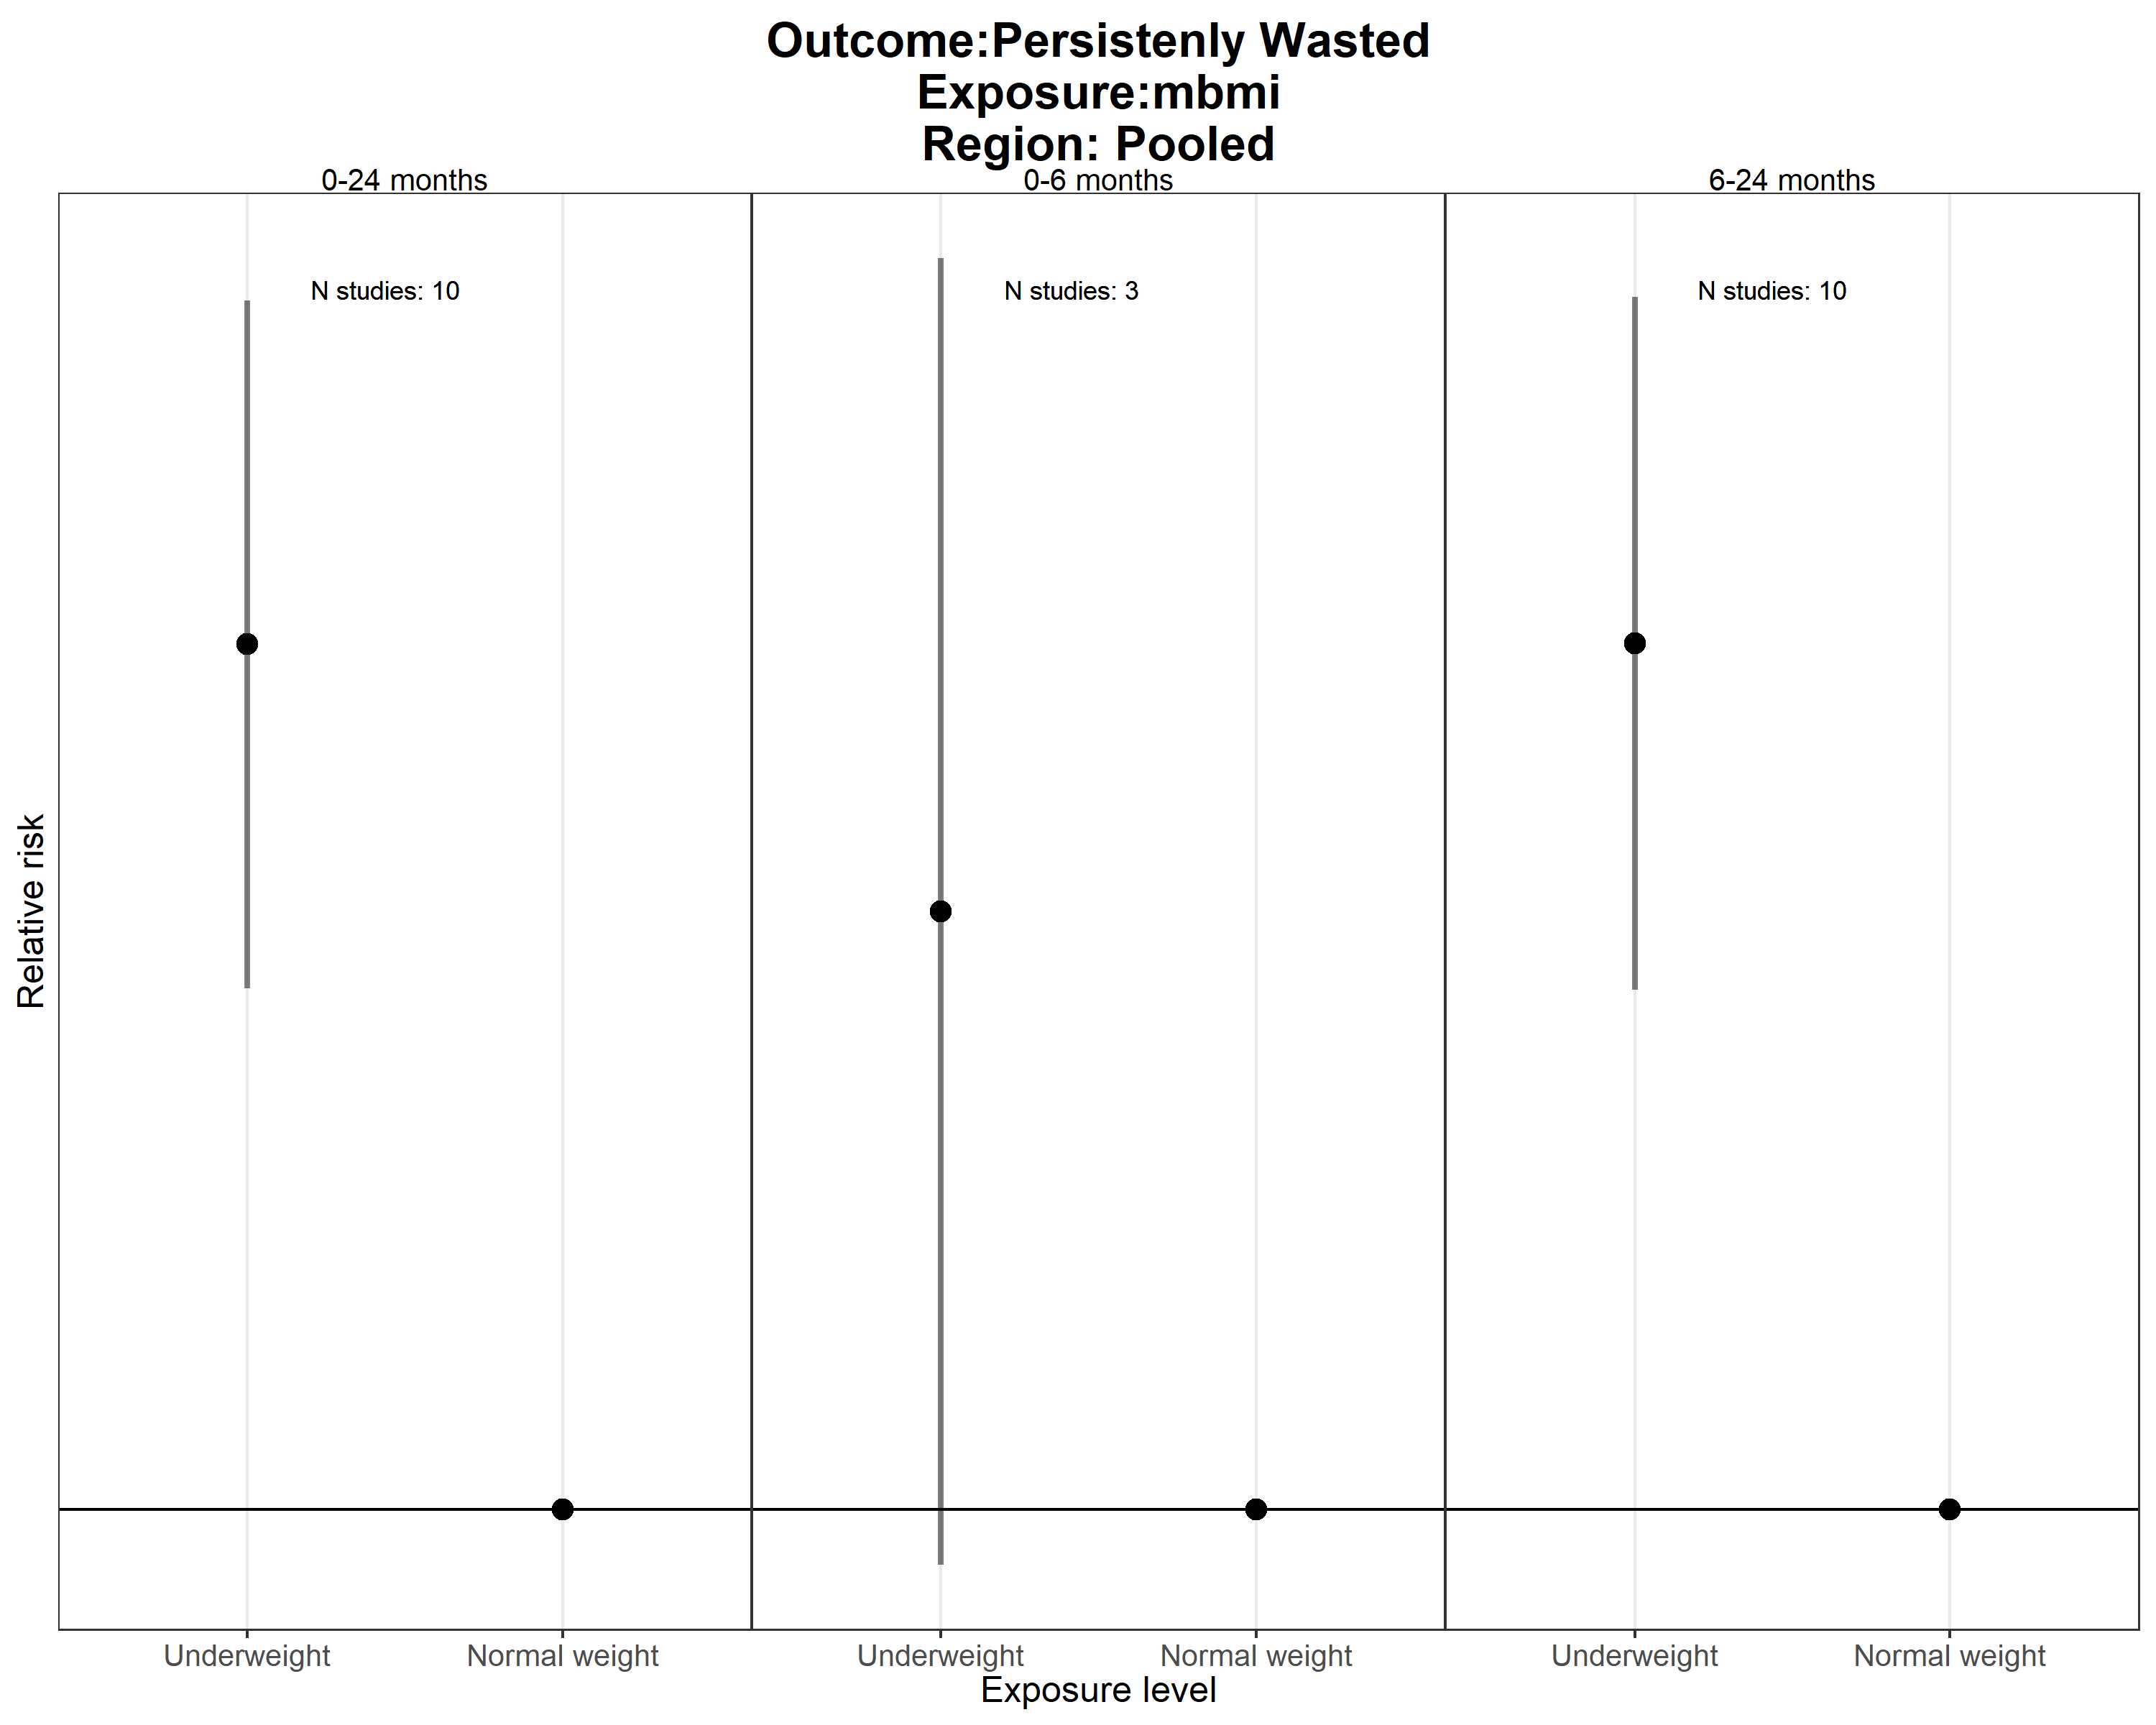 Outcome:Persistenly Wasted
Exposure:mbmi
Region: Pooled
0-24 months
0-6 months
6-24 months
N studies: 10
N studies: 3
N studies: 10
Relative risk
Underweight
Normal weight
Underweight
Normal weight
Underweight
Normal weight
Exposure level